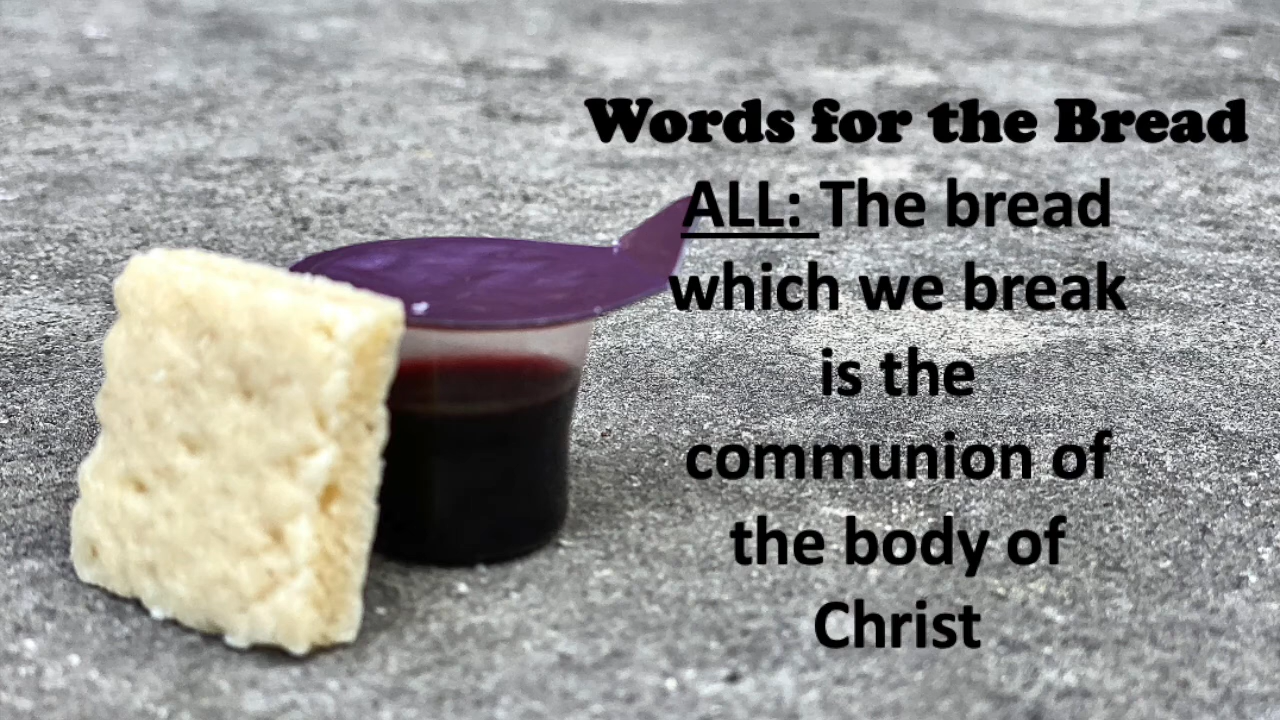 Words for the Bread
ALL: The bread
which we break
is the
communion of
the body of
Christ